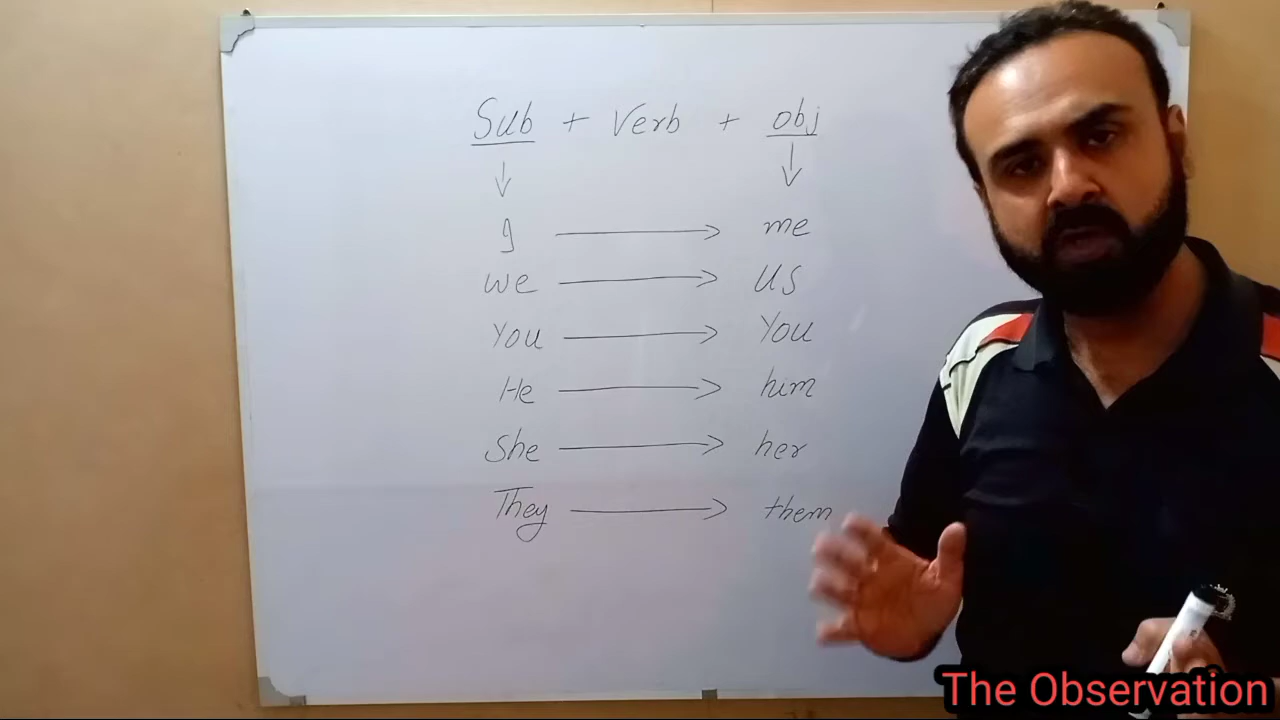 Sub + Verb + obj
↓ ↓
I → me
we → us
You → You
He → him
She → her
They → them
The Observation